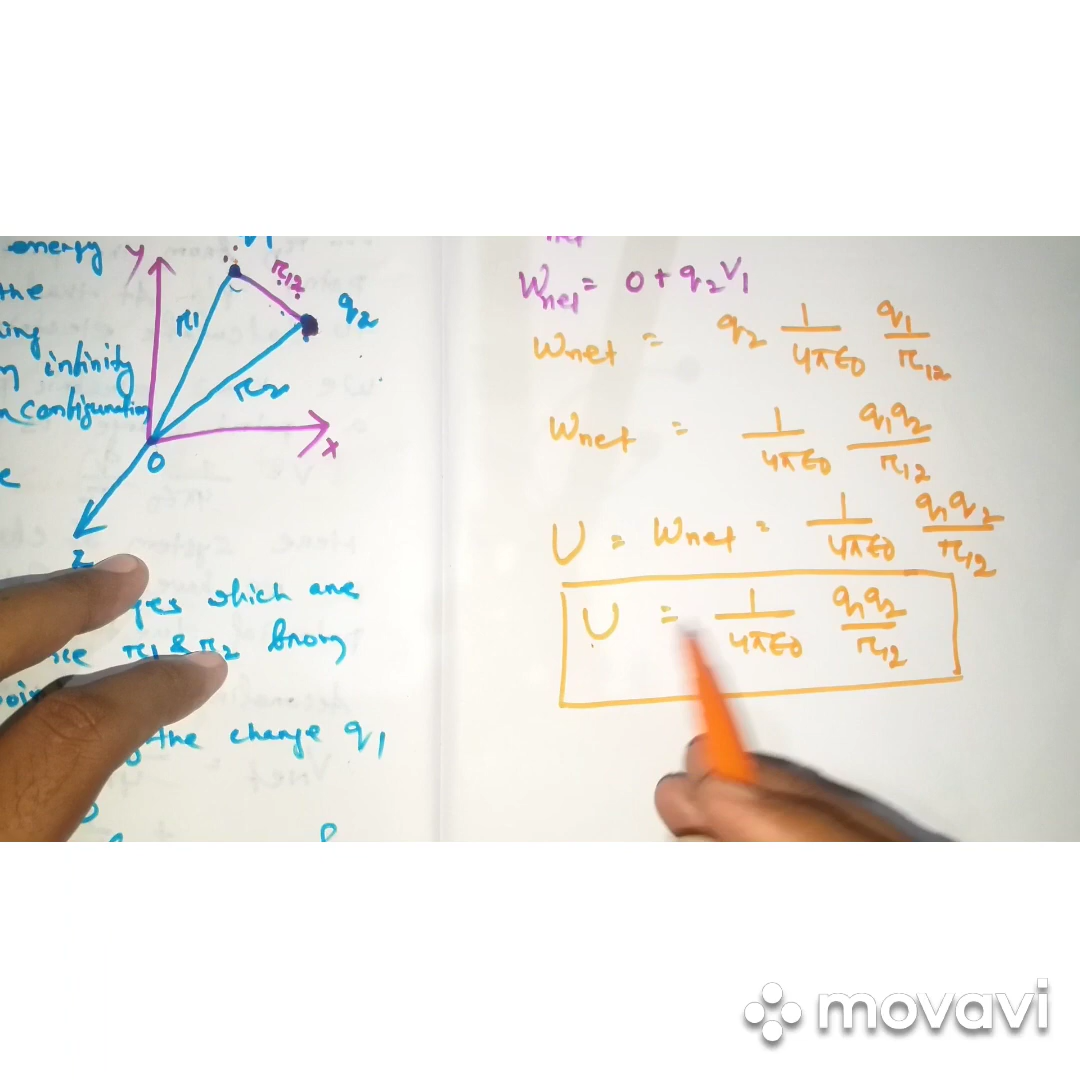 energy
the
infinity
configuration
y
r₁
r₁₂
q₂
r₂
x
0
z
which are
r₁ & r₂ from
the charge q₁
Wnet = 0 + q₂V₁
Wnet = q₂ 1/4πε0 q₁/r₁₂
Wnet = 1/4πε0 q₁q₂/r₁₂
U = Wnet = 1/4πε0 q₁q₂/r₁₂
U = 1/4πε0 q₁q₂/r₁₂
movavi